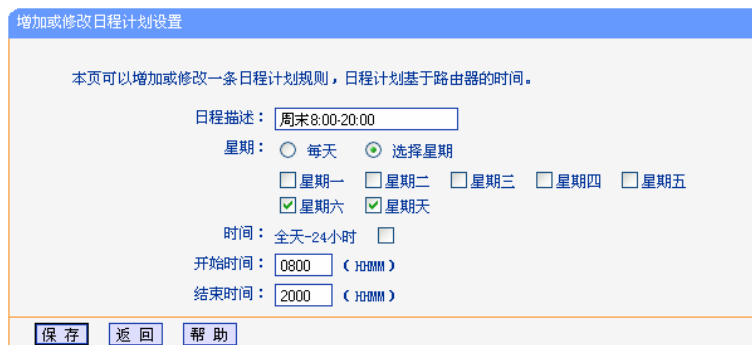 增加或修改日程计划设置
本页可以增加或修改一条日程计划规则，日程计划基于路由器的时间。
日程描述： 周末8:00-20:00
星期： 每天 选择星期
星期一 星期二 星期三 星期四 星期五
星期六 星期天
时间： 全天-24小时
开始时间： 0800 （HHMM）
结束时间： 2000 （HHMM）
保存 返回 帮助